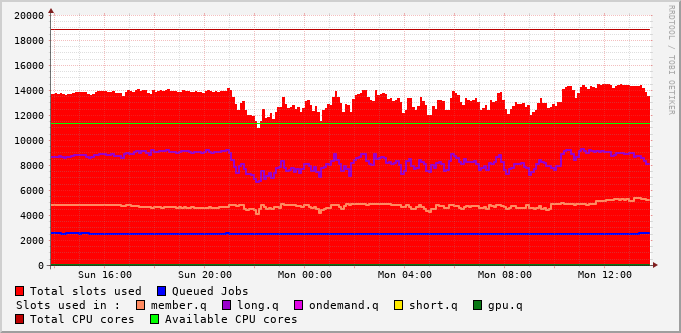 RRDTOOL / TOBI OETIKER
20000
18000
16000
14000
12000
10000
8000
6000
4000
2000
0
Sun 16:00 Sun 20:00 Mon 00:00 Mon 04:00 Mon 08:00 Mon 12:00
Total slots used Queued Jobs
Slots used in : member.q long.q ondemand.q short.q gpu.q
Total CPU cores Available CPU cores